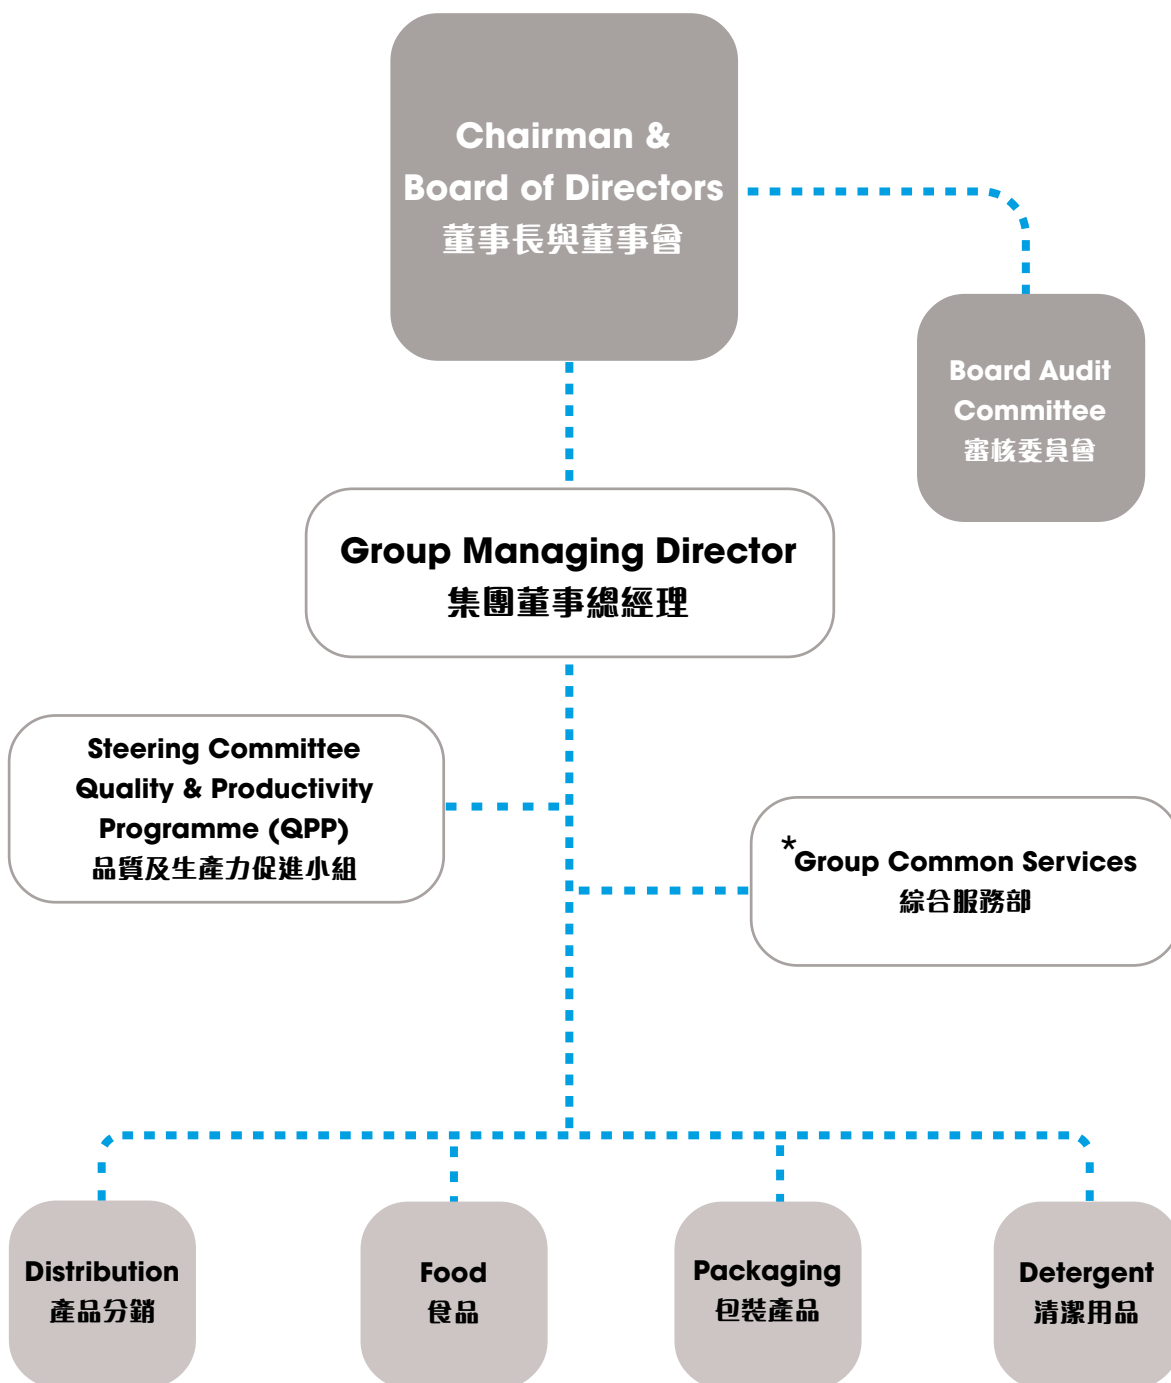 Chairman &
Board of Directors
董事長與董事會
Board Audit
Committee
審核委員會
Group Managing Director
集團董事總經理
Steering Committee
Quality & Productivity
Programme (QPP)
品質及生產力促進小組
*Group Common Services
綜合服務部
Distribution
產品分銷
Food
食品
Packaging
包裝產品
Detergent
清潔用品